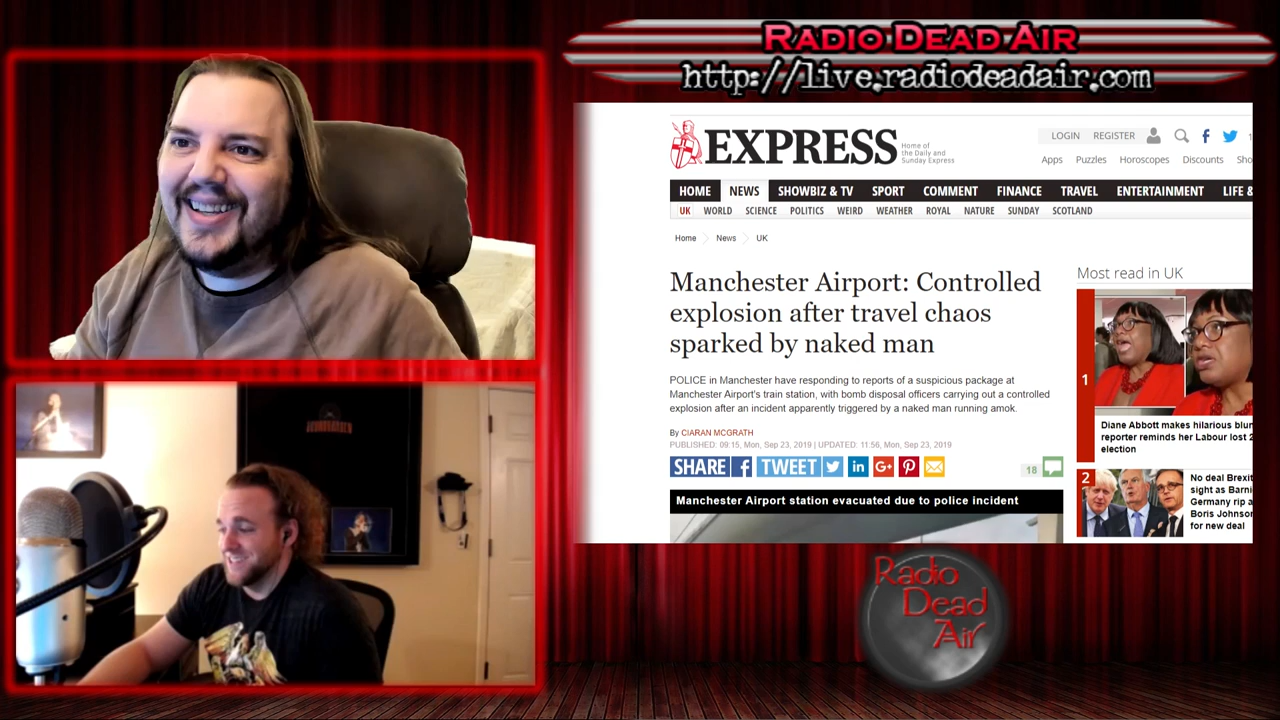 RADIO DEAD AIR
http://live.radiodeadair.com
EXPRESS
Home of
the Daily and
Sunday Express
LOGIN REGISTER
Apps Puzzles Horoscopes Discounts Sho
HOME NEWS SHOWBIZ & TV SPORT COMMENT FINANCE TRAVEL ENTERTAINMENT LIFE &
UK WORLD SCIENCE POLITICS WEIRD WEATHER ROYAL NATURE SUNDAY SCOTLAND
Home News UK
Manchester Airport: Controlled
explosion after travel chaos
sparked by naked man
POLICE in Manchester have responding to reports of a suspicious package at
Manchester Airport's train station, with bomb disposal officers carrying out a controlled
explosion after an incident apparently triggered by a naked man running amok.
By CIARAN MCGRATH
PUBLISHED: 09:15, Mon, Sep 23, 2019 | UPDATED: 11:56, Mon, Sep 23, 2019
SHARE f TWEET in G+
18
Manchester Airport station evacuated due to police incident
Most read in UK
1
Diane Abbott makes hilarious blun
reporter reminds her Labour lost 2
election
2
No deal Brexit
sight as Barni
Germany rip a
Boris Johnson
for new deal
Radio
Dead
Air